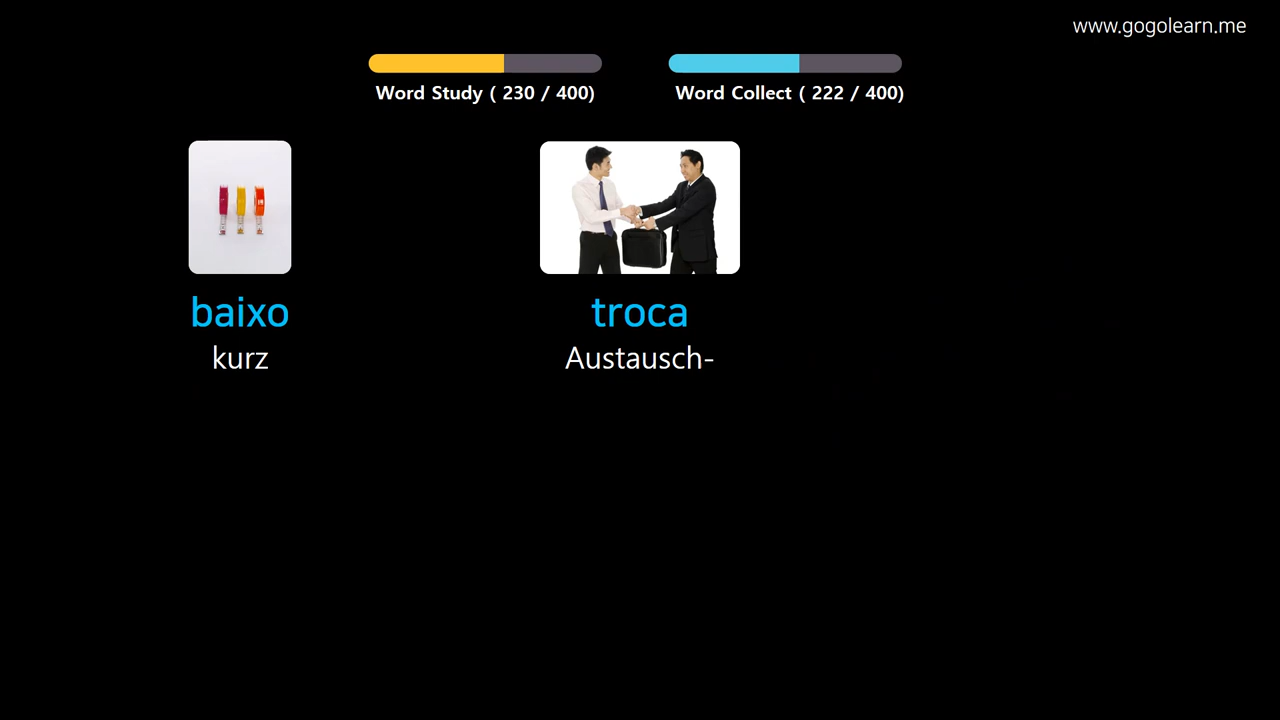 www.gogolearn.me
Word Study ( 230 / 400)
Word Collect ( 222 / 400)
baixo
kurz
troca
Austausch-